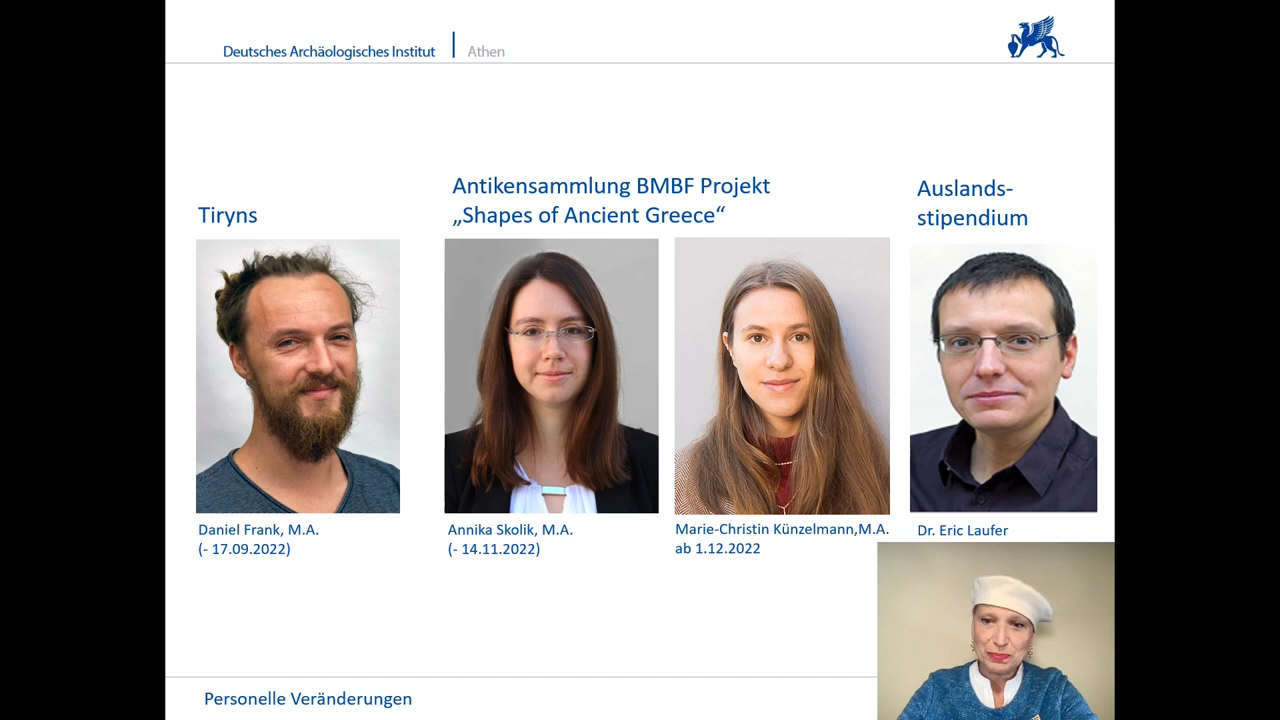 Deutsches Archäologisches Institut | Athen
Tiryns
Antikensammlung BMBF Projekt
„Shapes of Ancient Greece“
Auslands-
stipendium
Daniel Frank, M.A.
(- 17.09.2022)
Annika Skolik, M.A.
(- 14.11.2022)
Marie-Christin Künzelmann,M.A.
ab 1.12.2022
Dr. Eric Laufer
Personelle Veränderungen